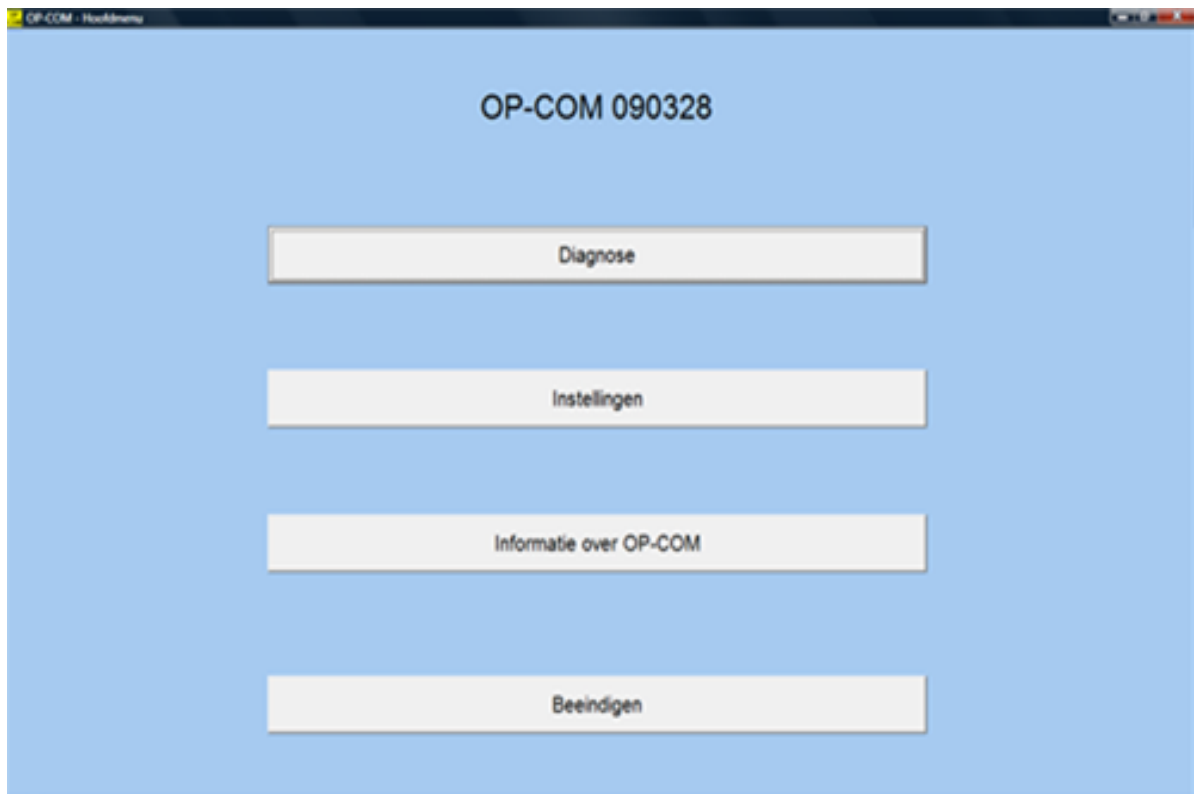 OP-COM - Hoofdmenu
OP-COM 090328
Diagnose
Instellingen
Informatie over OP-COM
Beeindigen